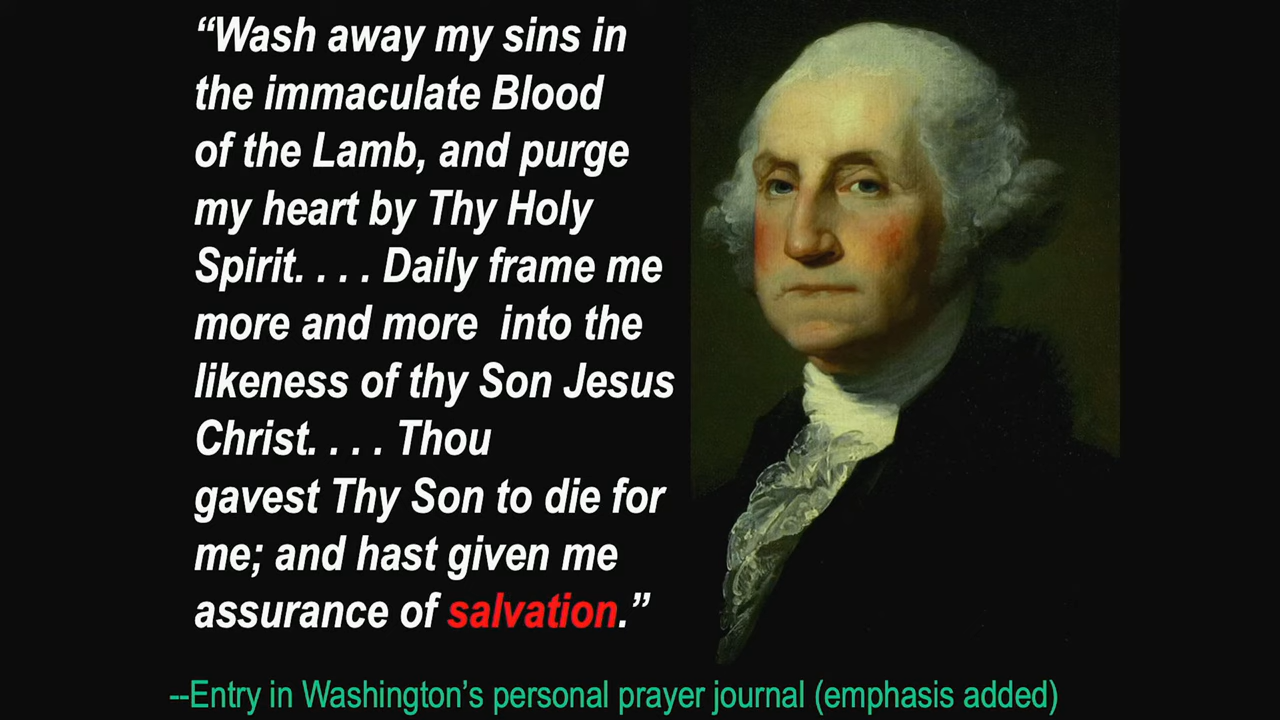 “Wash away my sins in
the immaculate Blood
of the Lamb, and purge
my heart by Thy Holy
Spirit. . . . Daily frame me
more and more  into the
likeness of thy Son Jesus
Christ. . . . Thou
gavest Thy Son to die for
me; and hast given me
assurance of salvation.”
--Entry in Washington’s personal prayer journal (emphasis added)